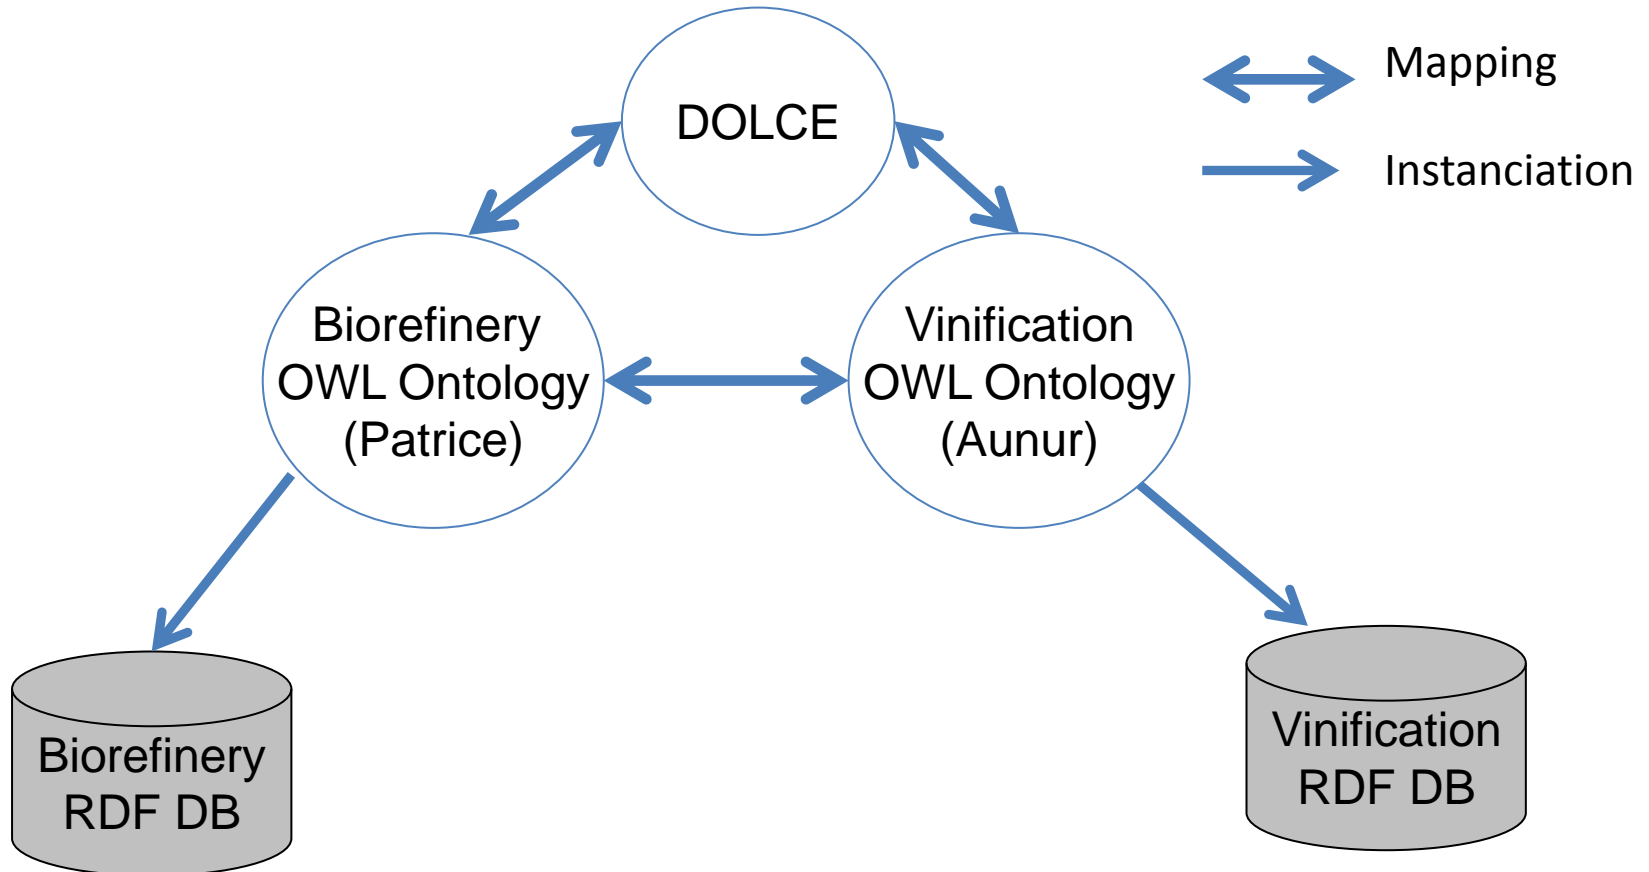 DOLCE
Mapping
Instanciation
Biorefinery
OWL Ontology
(Patrice)
Vinification
OWL Ontology
(Aunur)
Biorefinery
RDF DB
Vinification
RDF DB